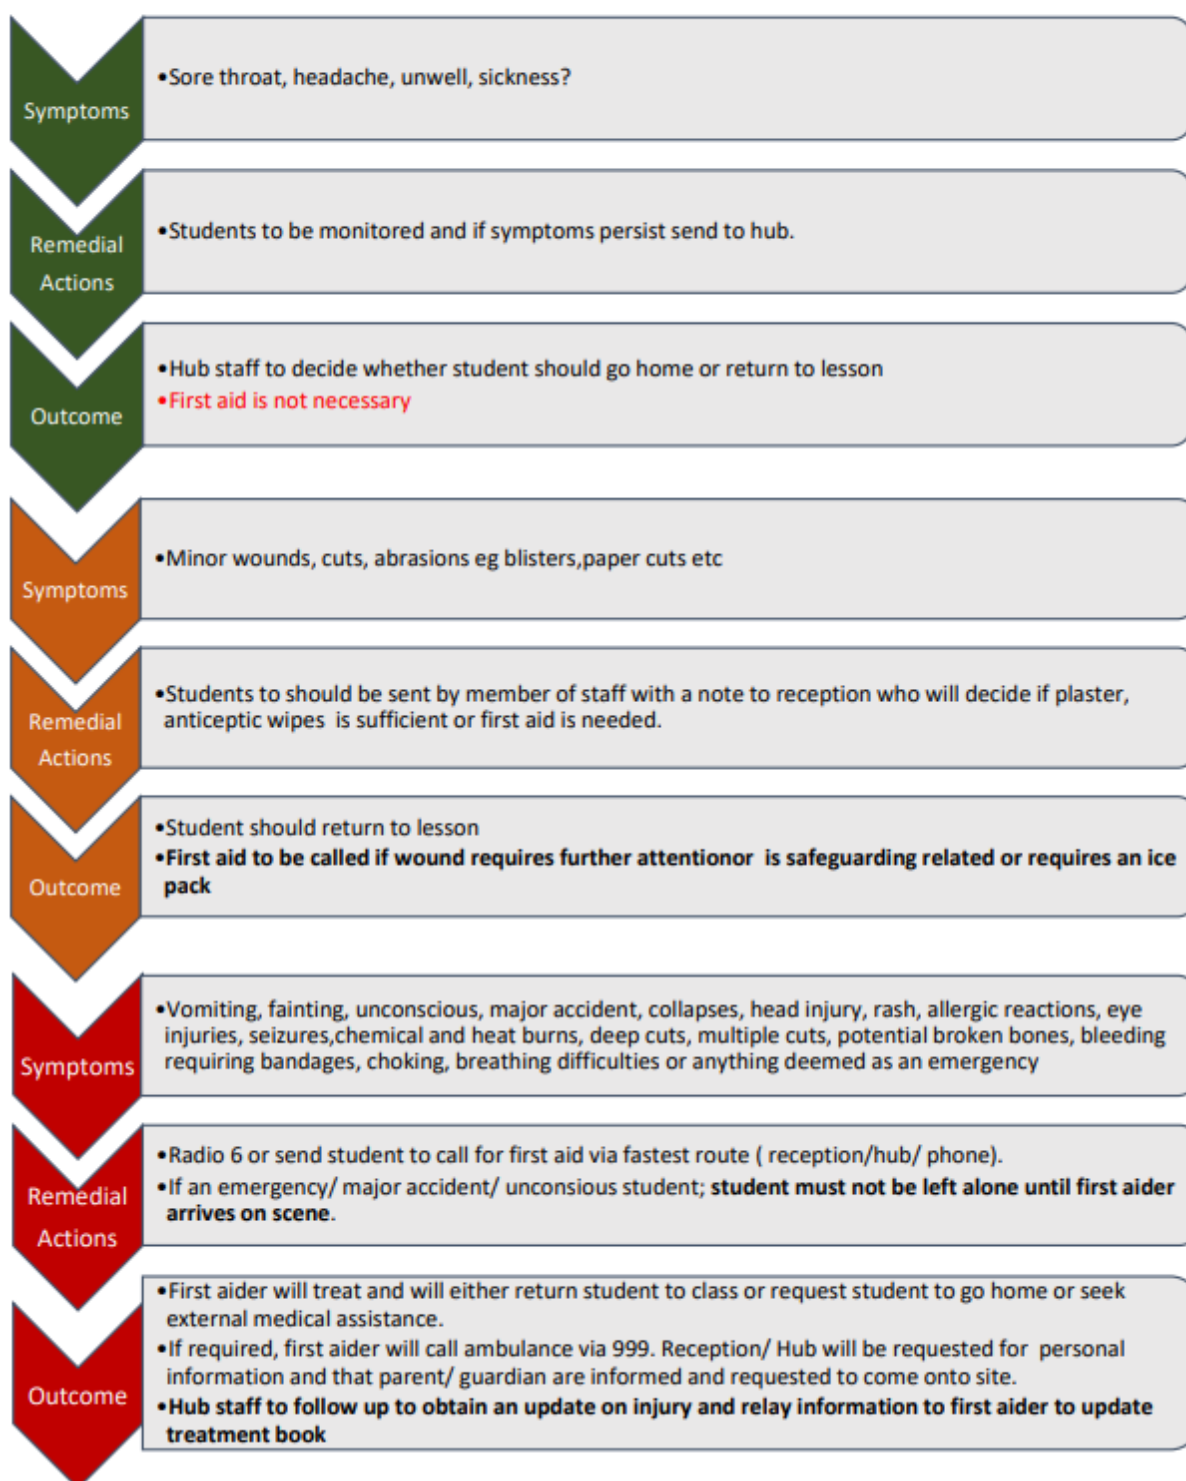 •Sore throat, headache, unwell, sickness?
Symptoms
•Students to be monitored and if symptoms persist send to hub.
Remedial
Actions
•Hub staff to decide whether student should go home or return to lesson
•First aid is not necessary
Outcome
•Minor wounds, cuts, abrasions eg blisters,paper cuts etc
Symptoms
•Students to should be sent by member of staff with a note to reception who will decide if plaster,
anticeptic wipes is sufficient or first aid is needed.
Remedial
Actions
•Student should return to lesson
•First aid to be called if wound requires further attentionor is safeguarding related or requires an ice
pack
Outcome
•Vomiting, fainting, unconscious, major accident, collapses, head injury, rash, allergic reactions, eye
injuries, seizures,chemical and heat burns, deep cuts, multiple cuts, potential broken bones, bleeding
requiring bandages, choking, breathing difficulties or anything deemed as an emergency
Symptoms
•Radio 6 or send student to call for first aid via fastest route ( reception/hub/ phone).
•If an emergency/ major accident/ unconsious student; student must not be left alone until first aider
arrives on scene.
Remedial
Actions
•First aider will treat and will either return student to class or request student to go home or seek
external medical assistance.
•If required, first aider will call ambulance via 999. Reception/ Hub will be requested for personal
information and that parent/ guardian are informed and requested to come onto site.
•Hub staff to follow up to obtain an update on injury and relay information to first aider to update
treatment book
Outcome